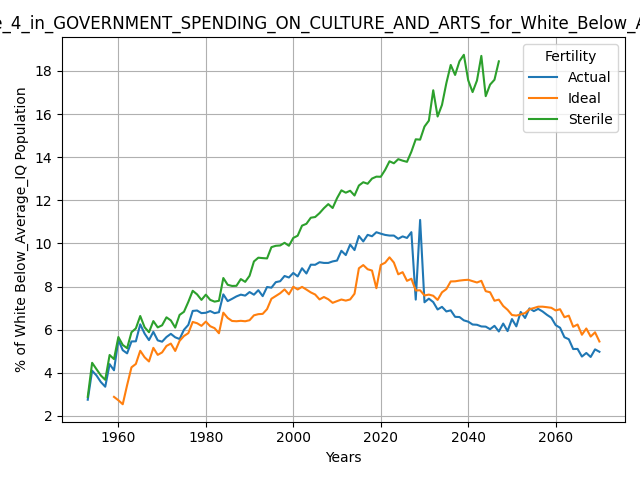 _4_in_GOVERNMENT_SPENDING_ON_CULTURE_AND_ARTS_for_White_Below_A
% of White Below_Average_IQ Population
18
16
14
12
10
8
6
4
2
1960 1980 2000 2020 2040 2060
Years
Fertility
Actual
Ideal
Sterile